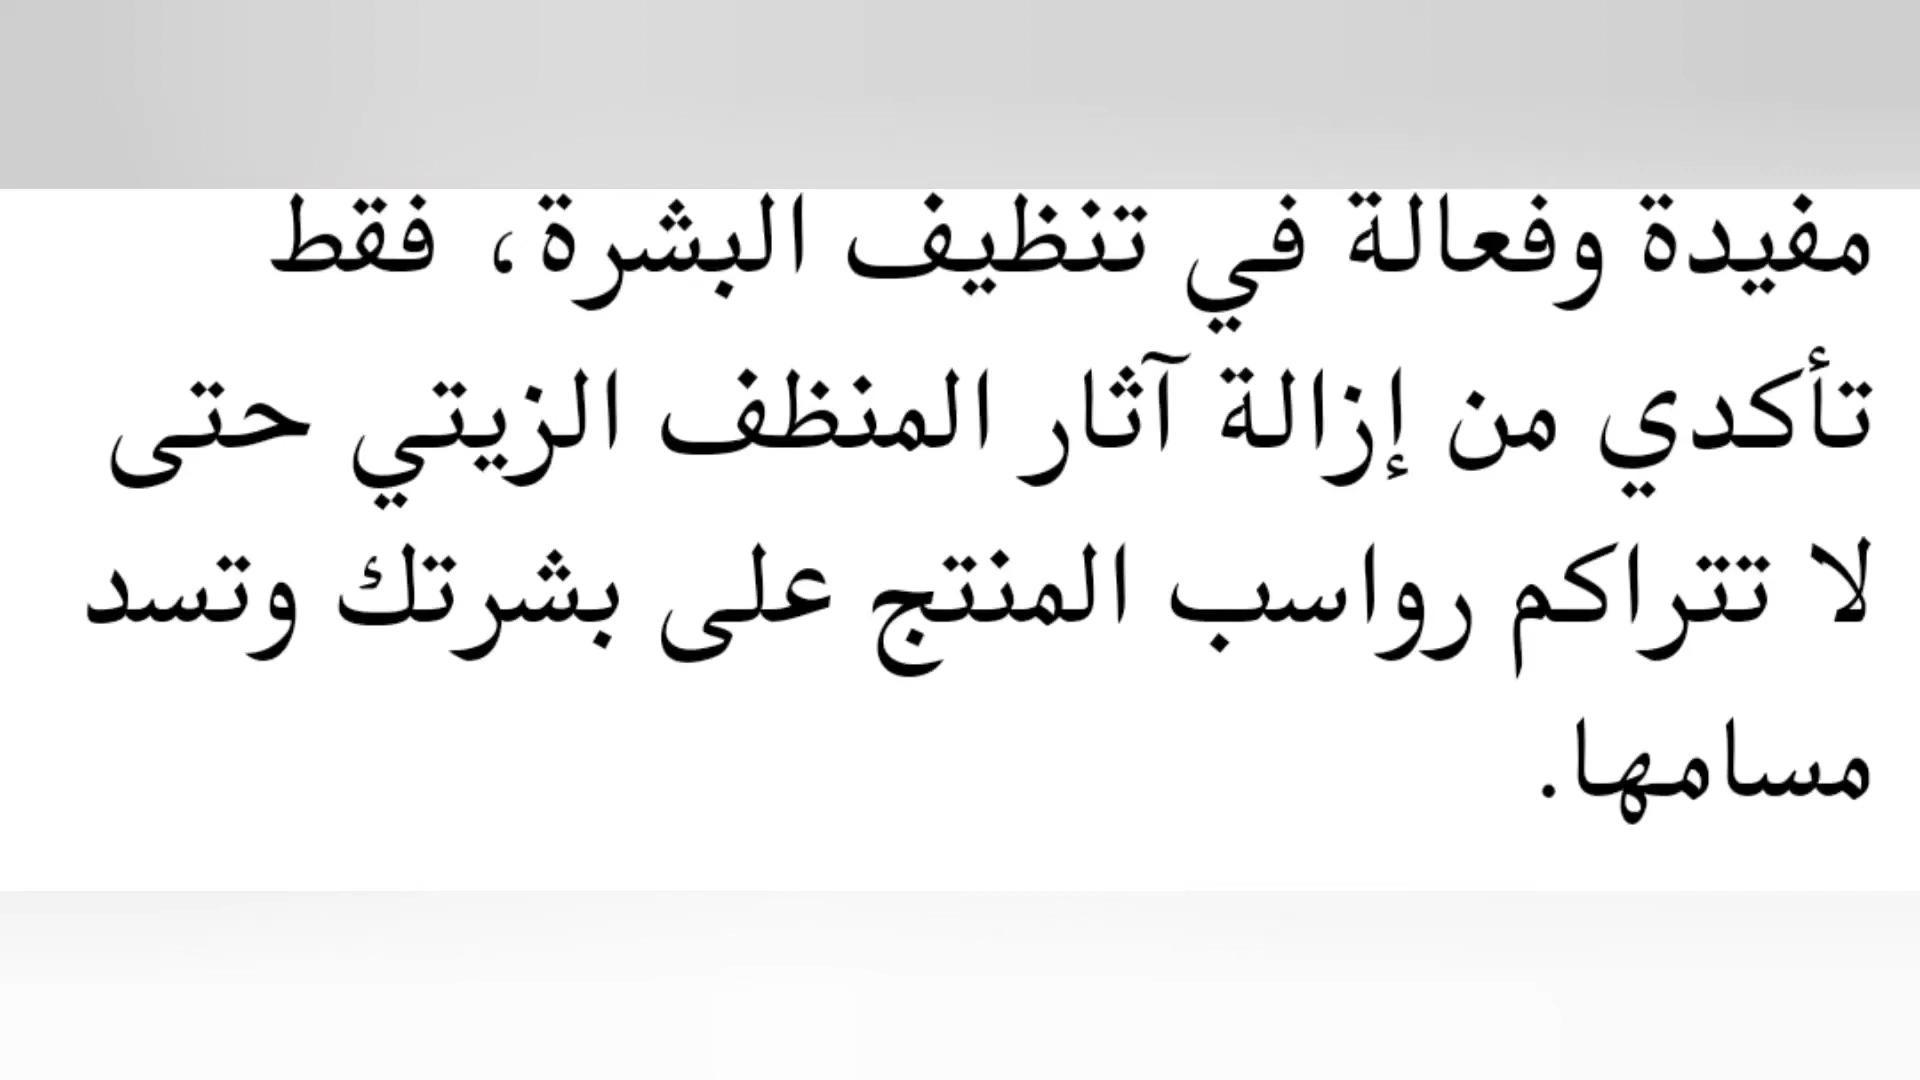 مفيدة وفعالة في تنظيف البشرة، فقط
تأكدي من إزالة آثار المنظف الزيتي حتى
لا تتراكم رواسب المنتج على بشرتك وتسد
مسامها.